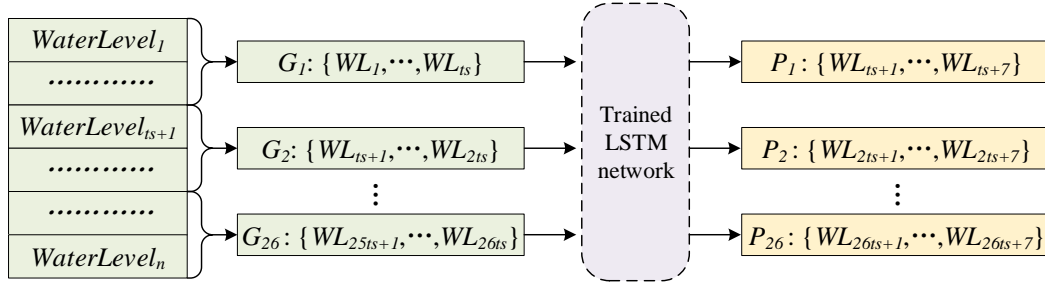 WaterLevel₁
…………
WaterLevelₜₛ₊₁
…………
…………
WaterLevelₙ
G₁: {WL₁,⋯,WLₜₛ}
G₂: {WLₜₛ₊₁,⋯,WL₂ₜₛ}
⋮
G₂₆: {WL₂₅ₜₛ₊₁,⋯,WL₂₆ₜₛ}
Trained
LSTM
network
P₁: {WLₜₛ₊₁,⋯,WLₜₛ₊₇}
P₂: {WL₂ₜₛ₊₁,⋯,WL₂ₜₛ₊₇}
⋮
P₂₆: {WL₂₆ₜₛ₊₁,⋯,WL₂₆ₜₛ₊₇}